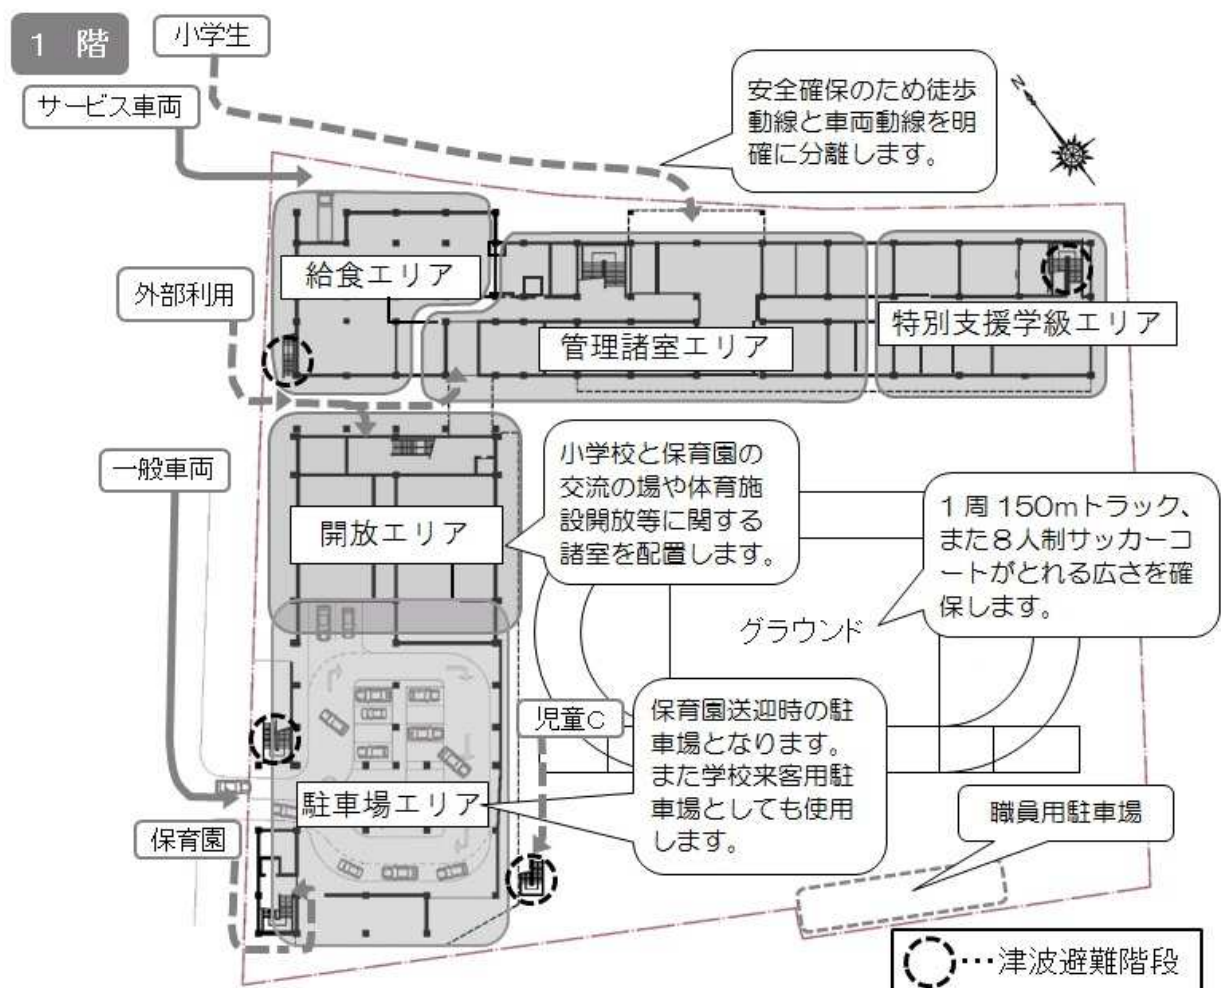 1 階
小学生
サービス車両
安全確保のため徒歩
動線と車両動線を明
確に分離します。
N
給食エリア
外部利用
管理諸室エリア
特別支援学級エリア
一般車両
小学校と保育園の
交流の場や体育施
設開放等に関する
諸室を配置します。
開放エリア
1周150mトラック、
また8人制サッカーコ
ートがとれる広さを確
保します。
グラウンド
児童C
保育園送迎時の駐
車場となります。
また学校来客用駐
車場としても使用
します。
駐車場エリア
保育園
職員用駐車場
…津波避難階段